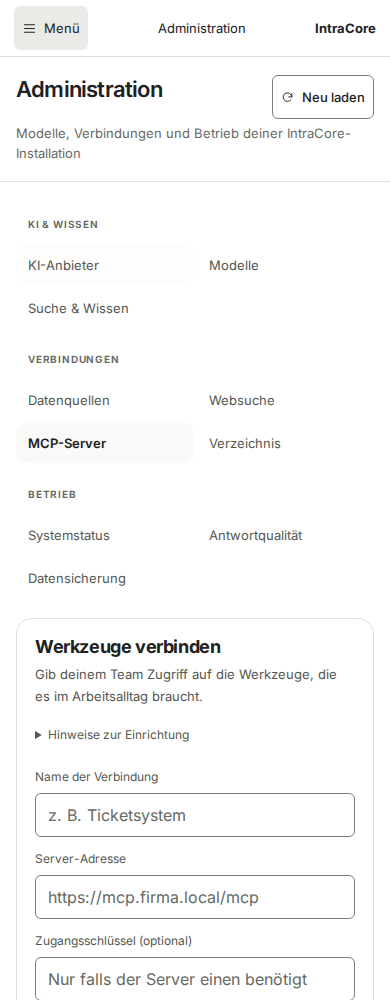 Menü
Administration
IntraCore
Administration
Neu laden
Modelle, Verbindungen und Betrieb deiner IntraCore-
Installation
KI & WISSEN
KI-Anbieter
Modelle
Suche & Wissen
VERBINDUNGEN
Datenquellen
Websuche
MCP-Server
Verzeichnis
BETRIEB
Systemstatus
Antwortqualität
Datensicherung
Werkzeuge verbinden
Gib deinem Team Zugriff auf die Werkzeuge, die
es im Arbeitsalltag braucht.
Hinweise zur Einrichtung
Name der Verbindung
z. B. Ticketsystem
Server-Adresse
https://mcp.firma.local/mcp
Zugangsschlüssel (optional)
Nur falls der Server einen benötigt